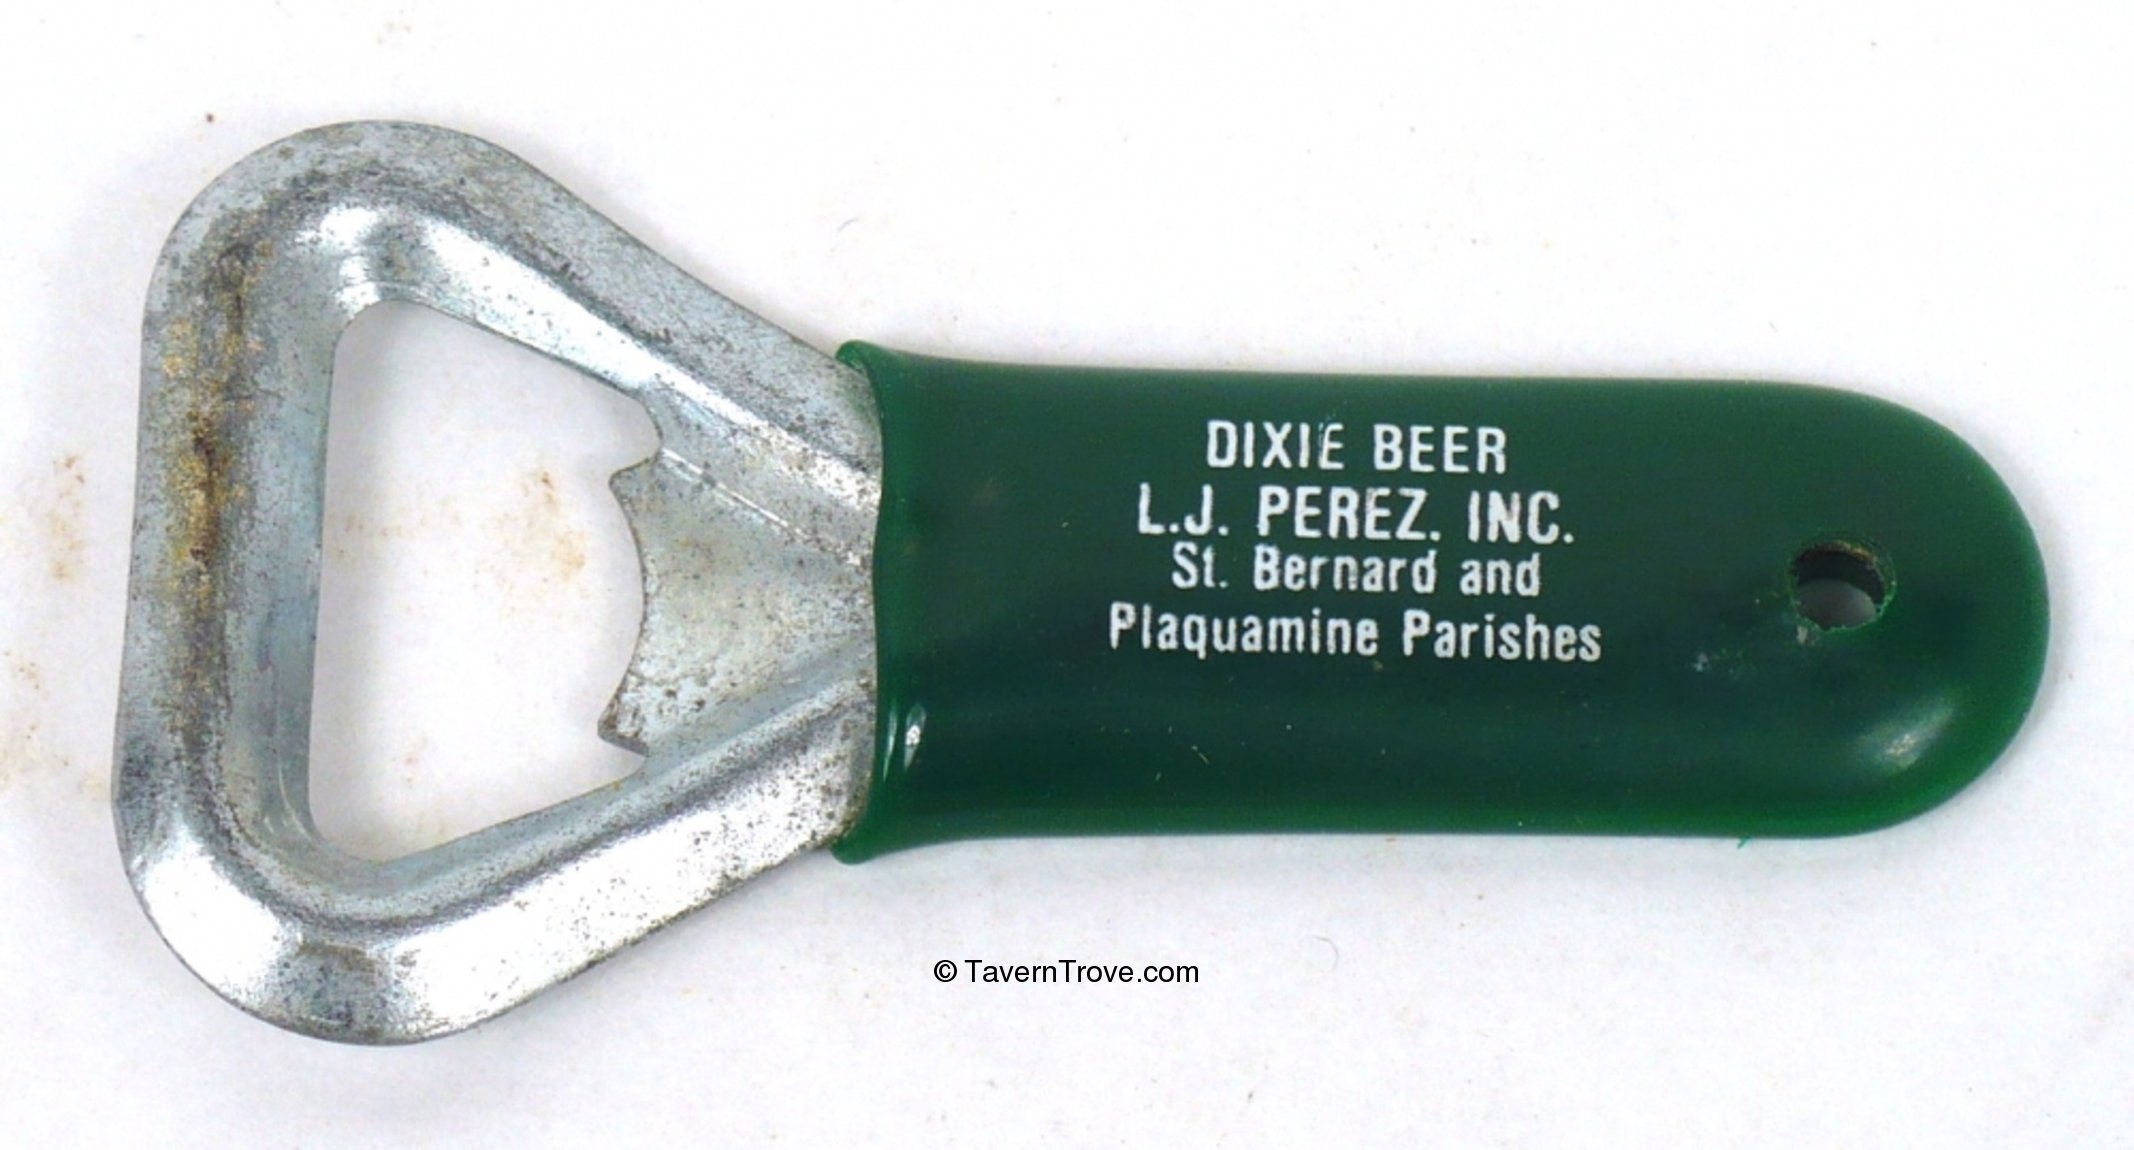 DIXIE BEER
L.J. PEREZ. INC.
St. Bernard and
Plaquamine Parishes
© TavernTrove.com